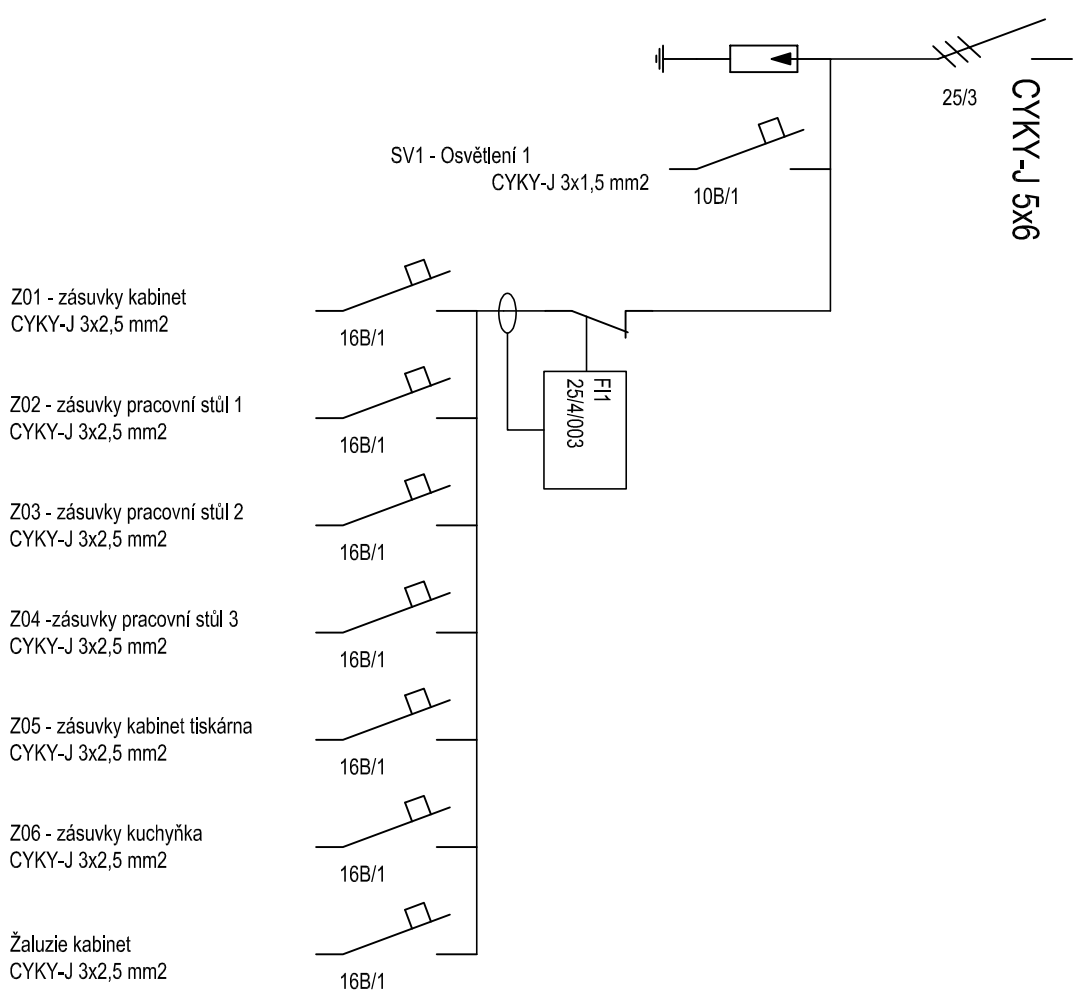 25/3
CYKY-J 5x6
SV1 - Osvětlení 1
CYKY-J 3x1,5 mm2
10B/1
Z01 - zásuvky kabinet
CYKY-J 3x2,5 mm2
16B/1
FI1
25/4/003
Z02 - zásuvky pracovní stůl 1
CYKY-J 3x2,5 mm2
16B/1
Z03 - zásuvky pracovní stůl 2
CYKY-J 3x2,5 mm2
16B/1
Z04 -zásuvky pracovní stůl 3
CYKY-J 3x2,5 mm2
16B/1
Z05 - zásuvky kabinet tiskárna
CYKY-J 3x2,5 mm2
16B/1
Z06 - zásuvky kuchyňka
CYKY-J 3x2,5 mm2
16B/1
Žaluzie kabinet
CYKY-J 3x2,5 mm2
16B/1